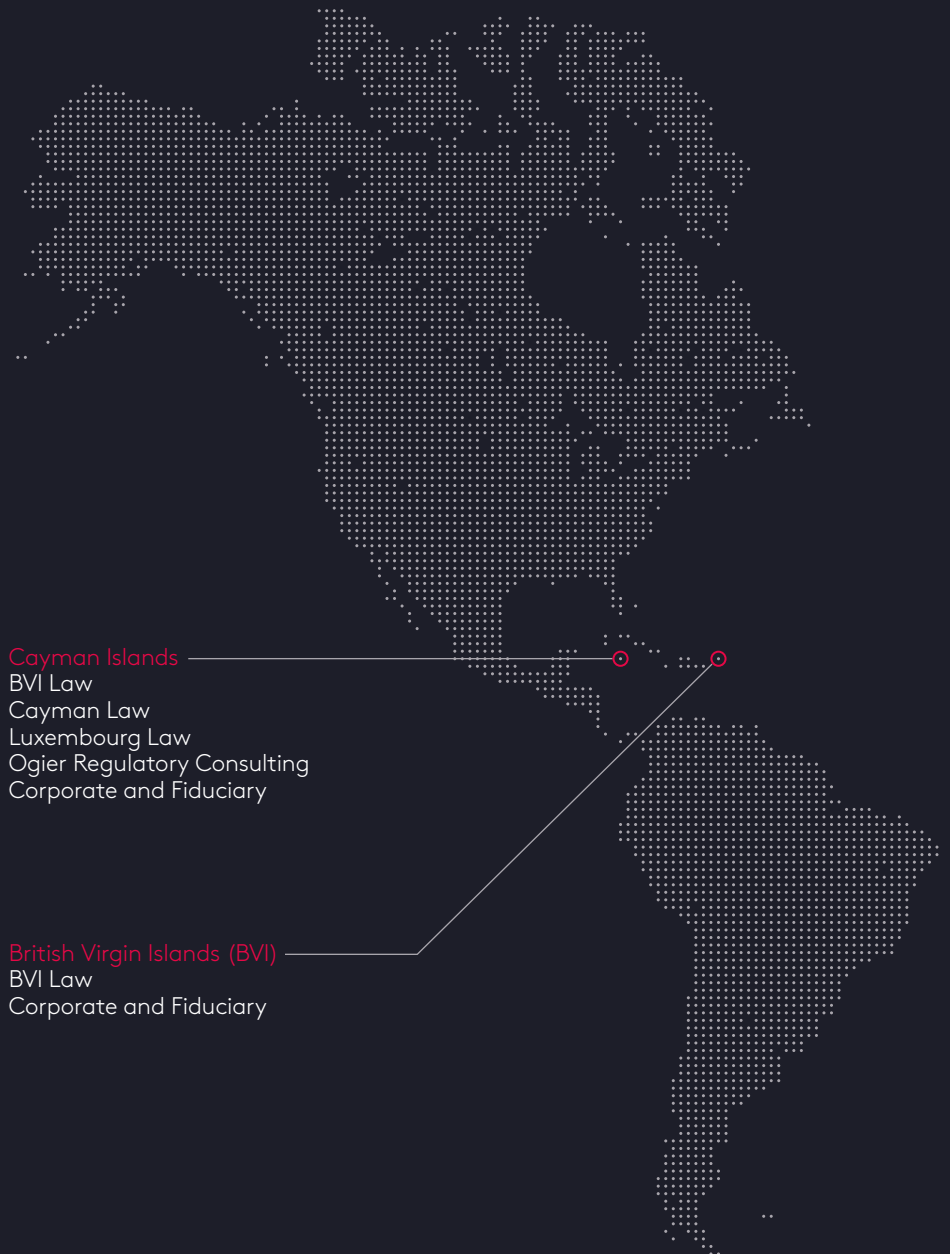 Cayman Islands
BVI Law
Cayman Law
Luxembourg Law
Ogier Regulatory Consulting
Corporate and Fiduciary
British Virgin Islands (BVI)
BVI Law
Corporate and Fiduciary